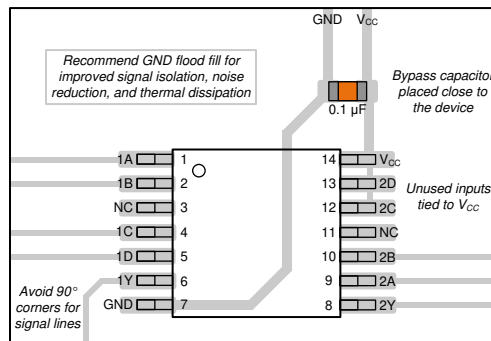 GND VCC
Recommend GND flood fill for
improved signal isolation, noise
reduction, and thermal dissipation
Bypass capacitor
placed close to
the device
0.1 µF
1A 1 14 VCC
1B 2 13 2D
Unused inputs
tied to VCC
NC 3 12 2C
1C 4 11 NC
1D 5 10 2B
1Y 6 9 2A
GND 7 8 2Y
Avoid 90°
corners for
signal lines